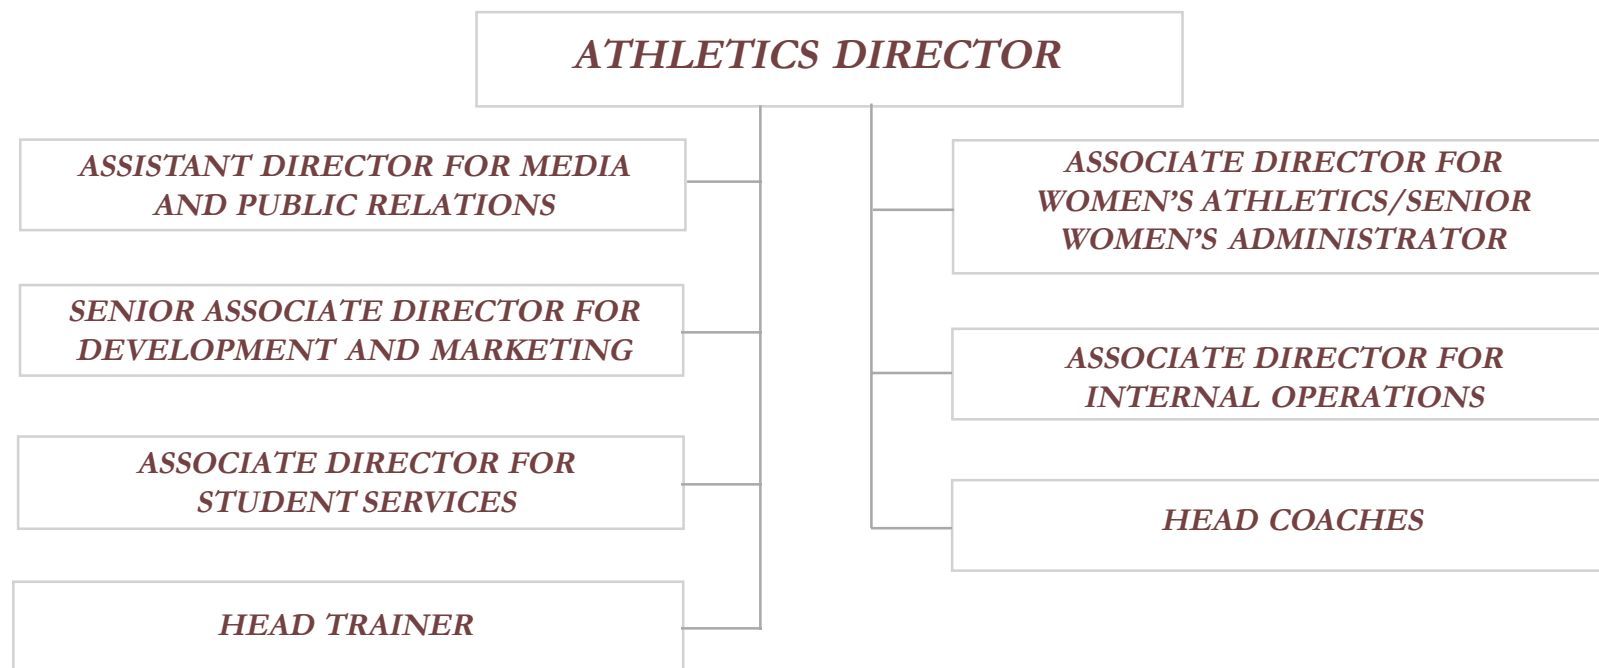 ATHLETICS DIRECTOR
ASSISTANT DIRECTOR FOR MEDIA
AND PUBLIC RELATIONS
SENIOR ASSOCIATE DIRECTOR FOR
DEVELOPMENT AND MARKETING
ASSOCIATE DIRECTOR FOR
STUDENT SERVICES
HEAD TRAINER
ASSOCIATE DIRECTOR FOR
WOMEN'S ATHLETICS/SENIOR
WOMEN'S ADMINISTRATOR
ASSOCIATE DIRECTOR FOR
INTERNAL OPERATIONS
HEAD COACHES